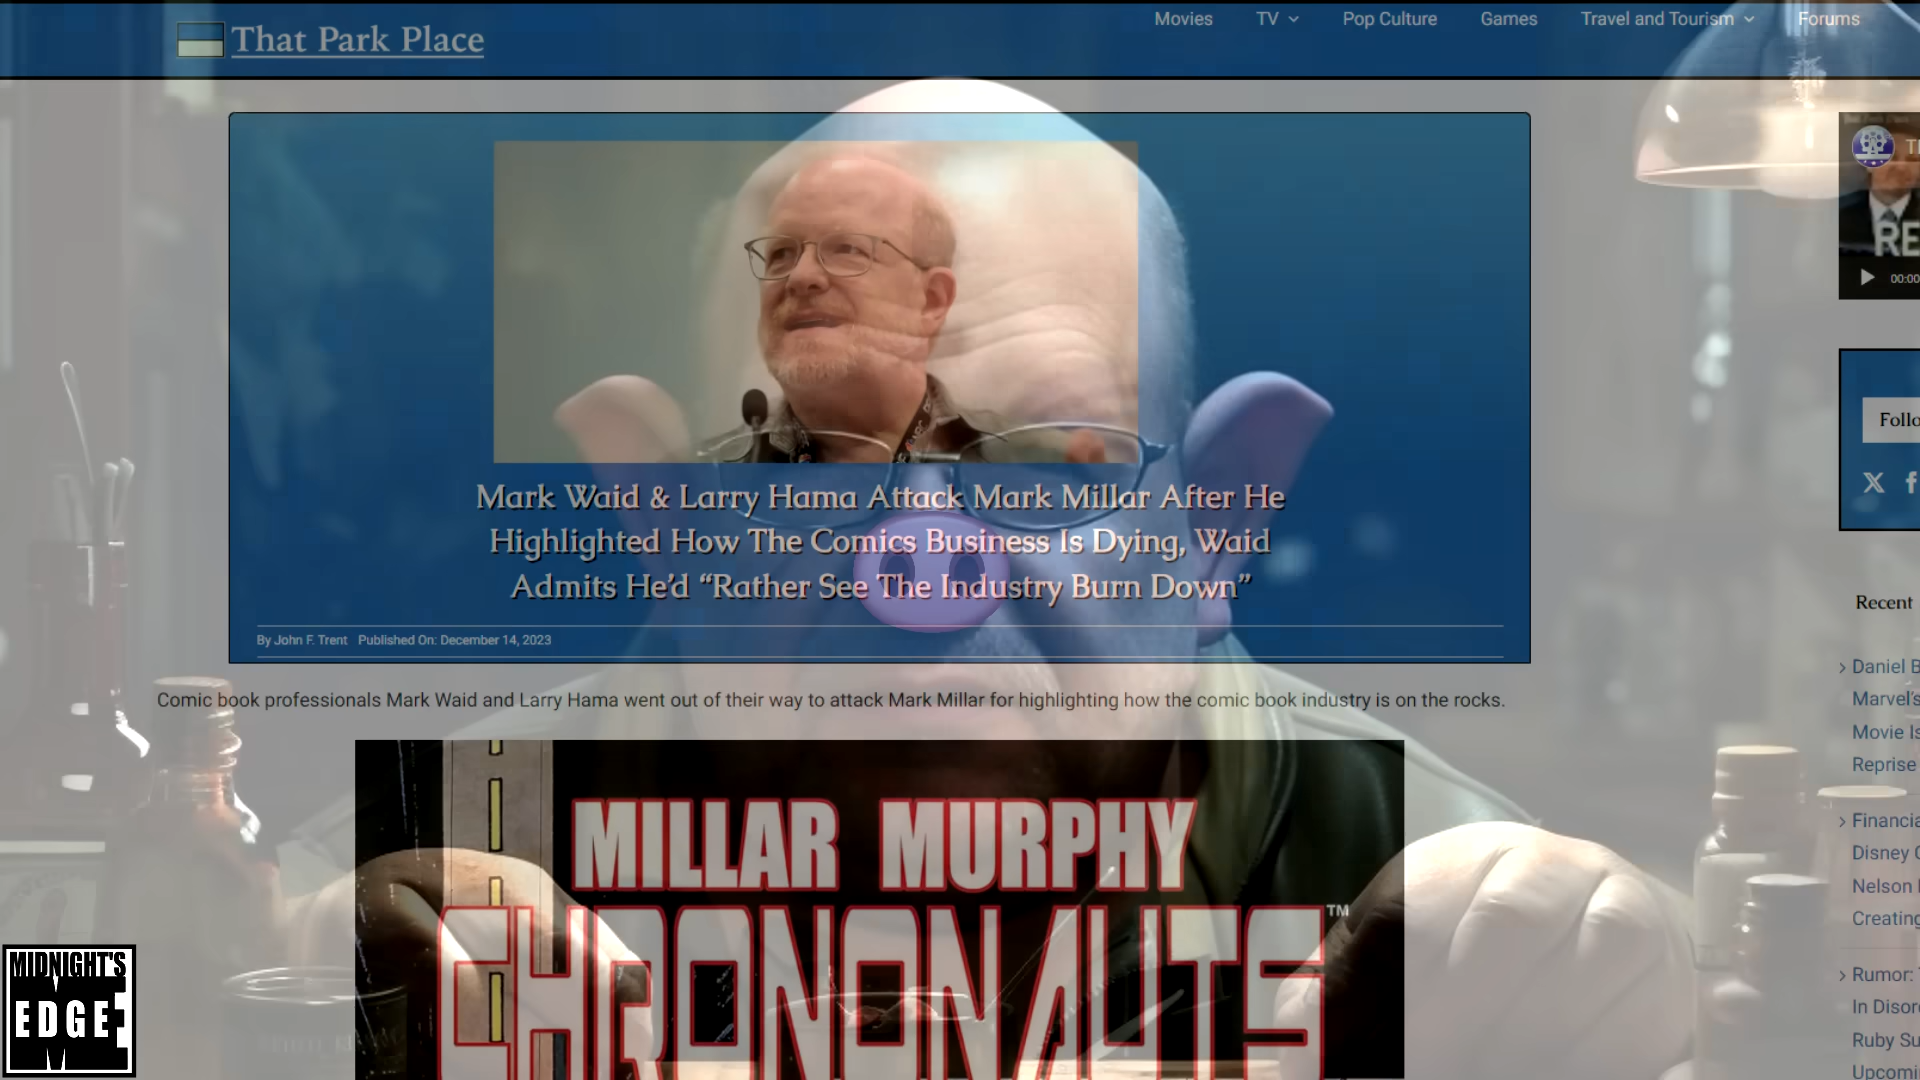 That Park Place
Movies
TV
Pop Culture
Games
Travel and Tourism
Forums
RE
00:00
Mark Waid & Larry Hama Attack Mark Millar After He
Highlighted How The Comics Business Is Dying, Waid
Admits He'd “Rather See The Industry Burn Down”
By John F. Trent Published On: December 14, 2023
Comic book professionals Mark Waid and Larry Hama went out of their way to attack Mark Millar for highlighting how the comic book industry is on the rocks.
MILLAR MURPHY
CHRONONAUTS™
Follo
Recent
Daniel B
Marvel's
Movie Is
Reprise
Financia
Disney C
Nelson
Creating
Rumor:
In Disor
Ruby Su
Upcomi
MIDNIGHT'S
EDGE